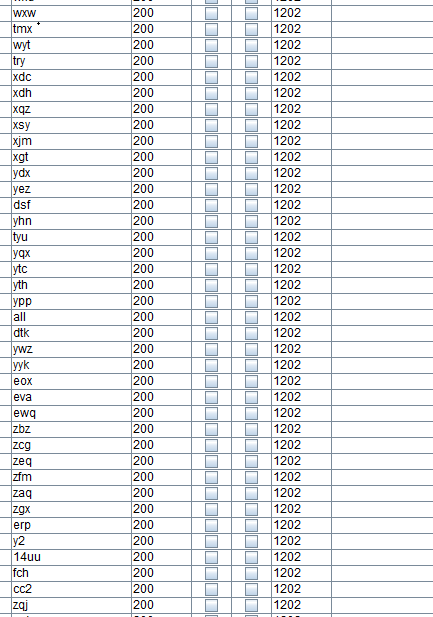 1202
wxw 200 1202
tmx 200 1202
wyt 200 1202
try 200 1202
xdc 200 1202
xdh 200 1202
xqz 200 1202
xsy 200 1202
xjm 200 1202
xgt 200 1202
ydx 200 1202
yez 200 1202
dsf 200 1202
yhn 200 1202
tyu 200 1202
yqx 200 1202
ytc 200 1202
yth 200 1202
ypp 200 1202
all 200 1202
dtk 200 1202
ywz 200 1202
yyk 200 1202
eox 200 1202
eva 200 1202
ewq 200 1202
zbz 200 1202
zcg 200 1202
zeq 200 1202
zfm 200 1202
zaq 200 1202
zgx 200 1202
erp 200 1202
y2 200 1202
14uu 200 1202
fch 200 1202
cc2 200 1202
zqj 200 1202